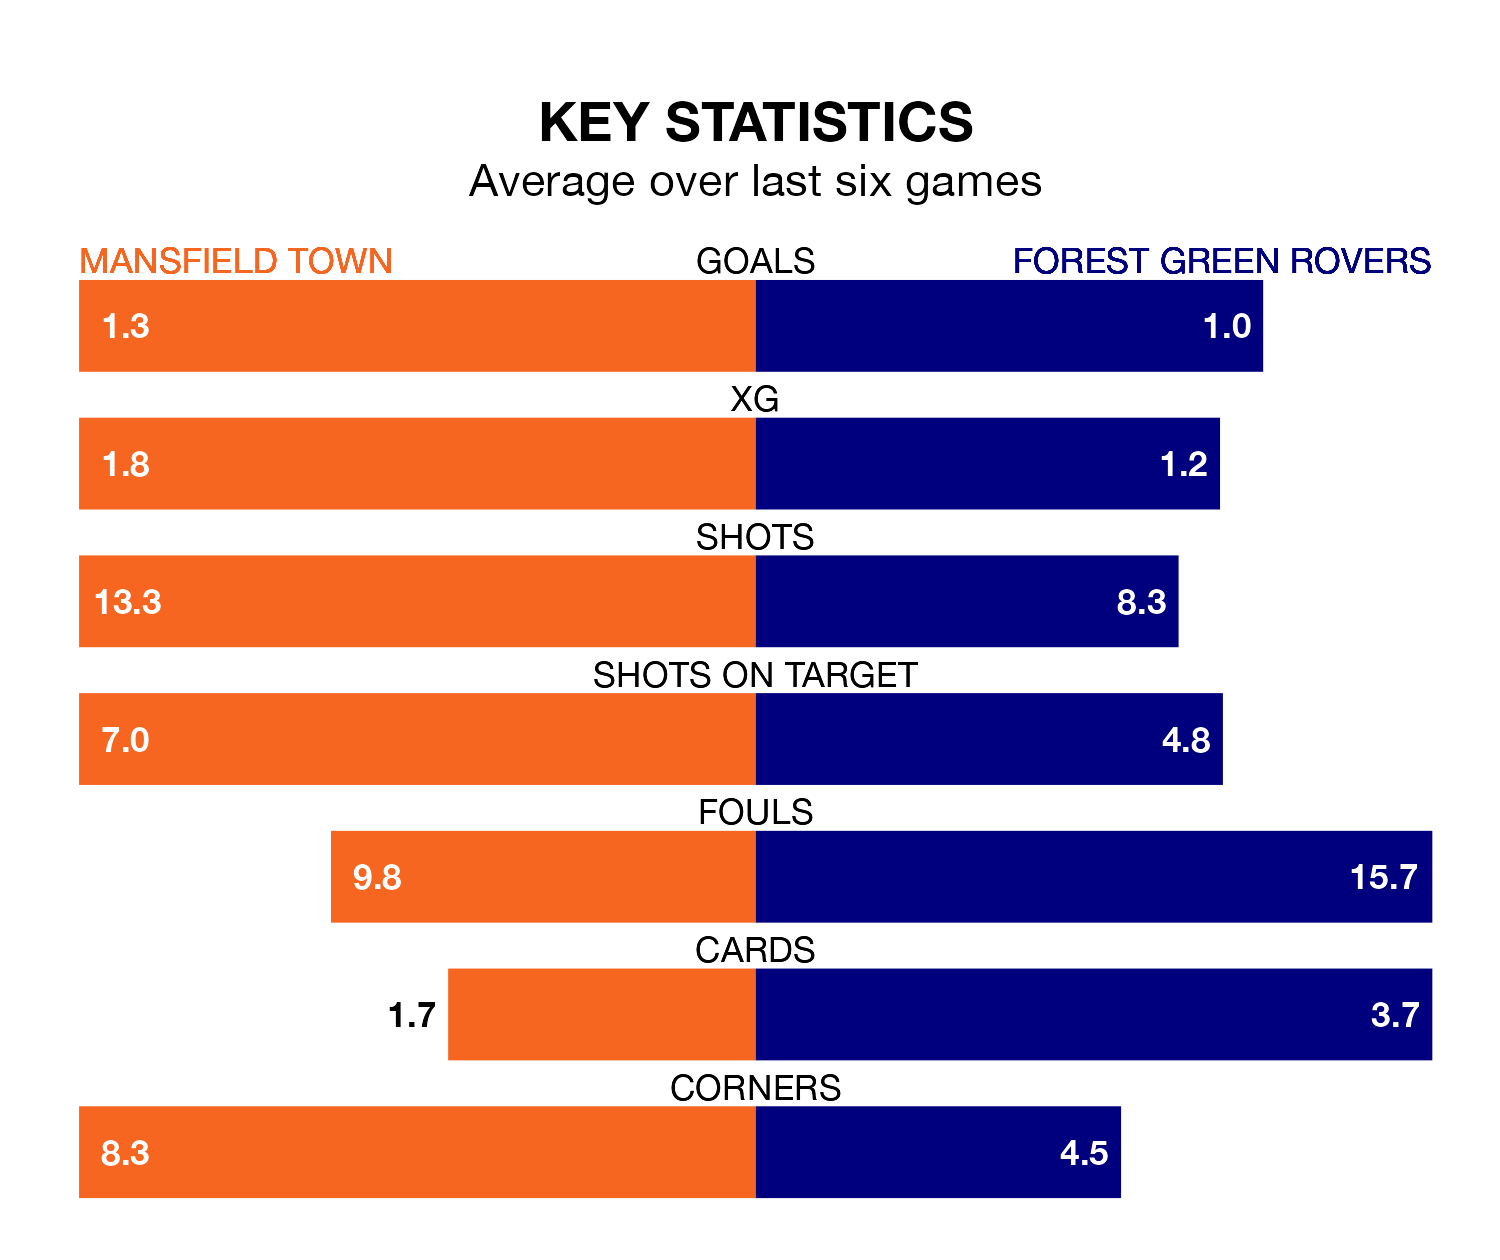 KEY STATISTICS
Average over last six games
MANSFIELD TOWN GOALS FOREST GREEN ROVERS
1.3 1.0
XG
1.8 1.2
SHOTS
13.3 8.3
SHOTS ON TARGET
7.0 4.8
FOULS
9.8 15.7
CARDS
1.7 3.7
CORNERS
8.3 4.5